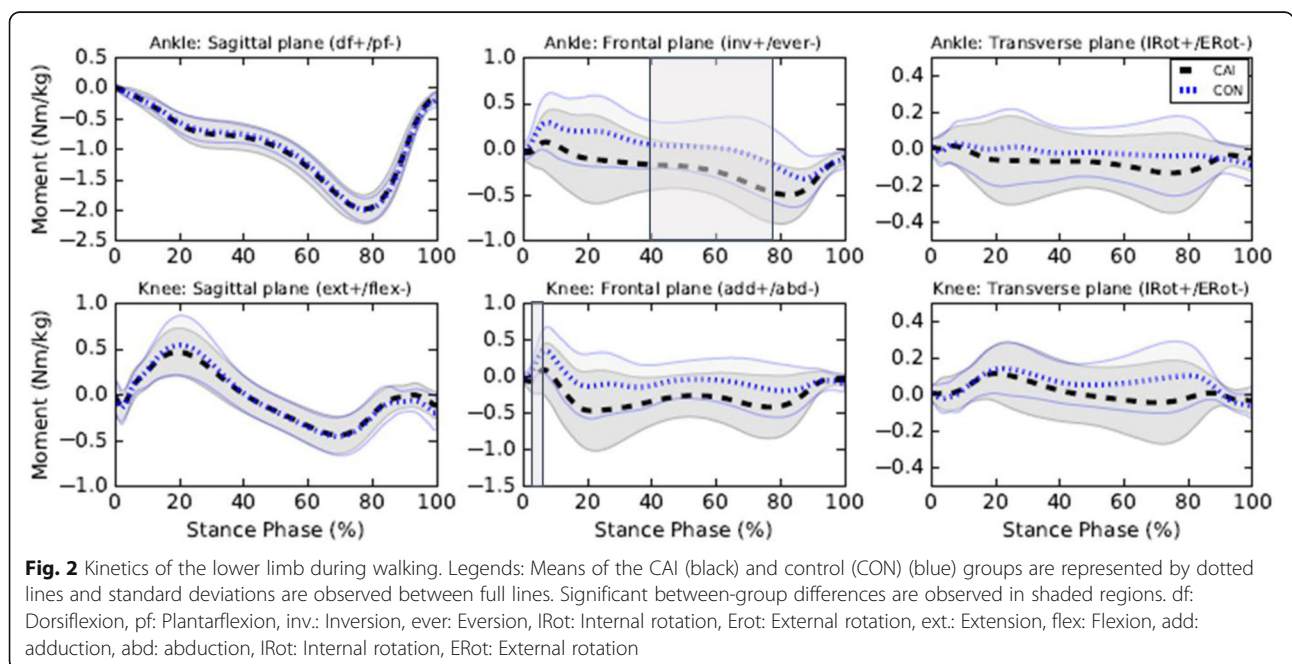 Ankle: Sagittal plane (df+/pf-)
Ankle: Frontal plane (inv+/ever-)
Ankle: Transverse plane (IRot+/ERot-)
Moment (Nm/kg)
0.5
0.0
−0.5
−1.0
−1.5
−2.0
−2.5
0 20 40 60 80 100
1.0
0.5
0.0
−0.5
−1.0
0 20 40 60 80 100
0.4
0.2
0.0
−0.2
−0.4
0 20 40 60 80 100
CAI
CON
Knee: Sagittal plane (ext+/flex-)
Knee: Frontal plane (add+/abd-)
Knee: Transverse plane (IRot+/ERot-)
Moment (Nm/kg)
1.0
0.5
0.0
−0.5
−1.0
0 20 40 60 80 100
Stance Phase (%)
1.0
0.5
0.0
−0.5
−1.0
−1.5
0 20 40 60 80 100
Stance Phase (%)
0.4
0.2
0.0
−0.2
−0.4
0 20 40 60 80 100
Stance Phase (%)
Fig. 2 Kinetics of the lower limb during walking. Legends: Means of the CAI (black) and control (CON) (blue) groups are represented by dotted
lines and standard deviations are observed between full lines. Significant between-group differences are observed in shaded regions. df:
Dorsiflexion, pf: Plantarflexion, inv.: Inversion, ever: Eversion, IRot: Internal rotation, Erot: External rotation, ext.: Extension, flex: Flexion, add:
adduction, abd: abduction, IRot: Internal rotation, ERot: External rotation